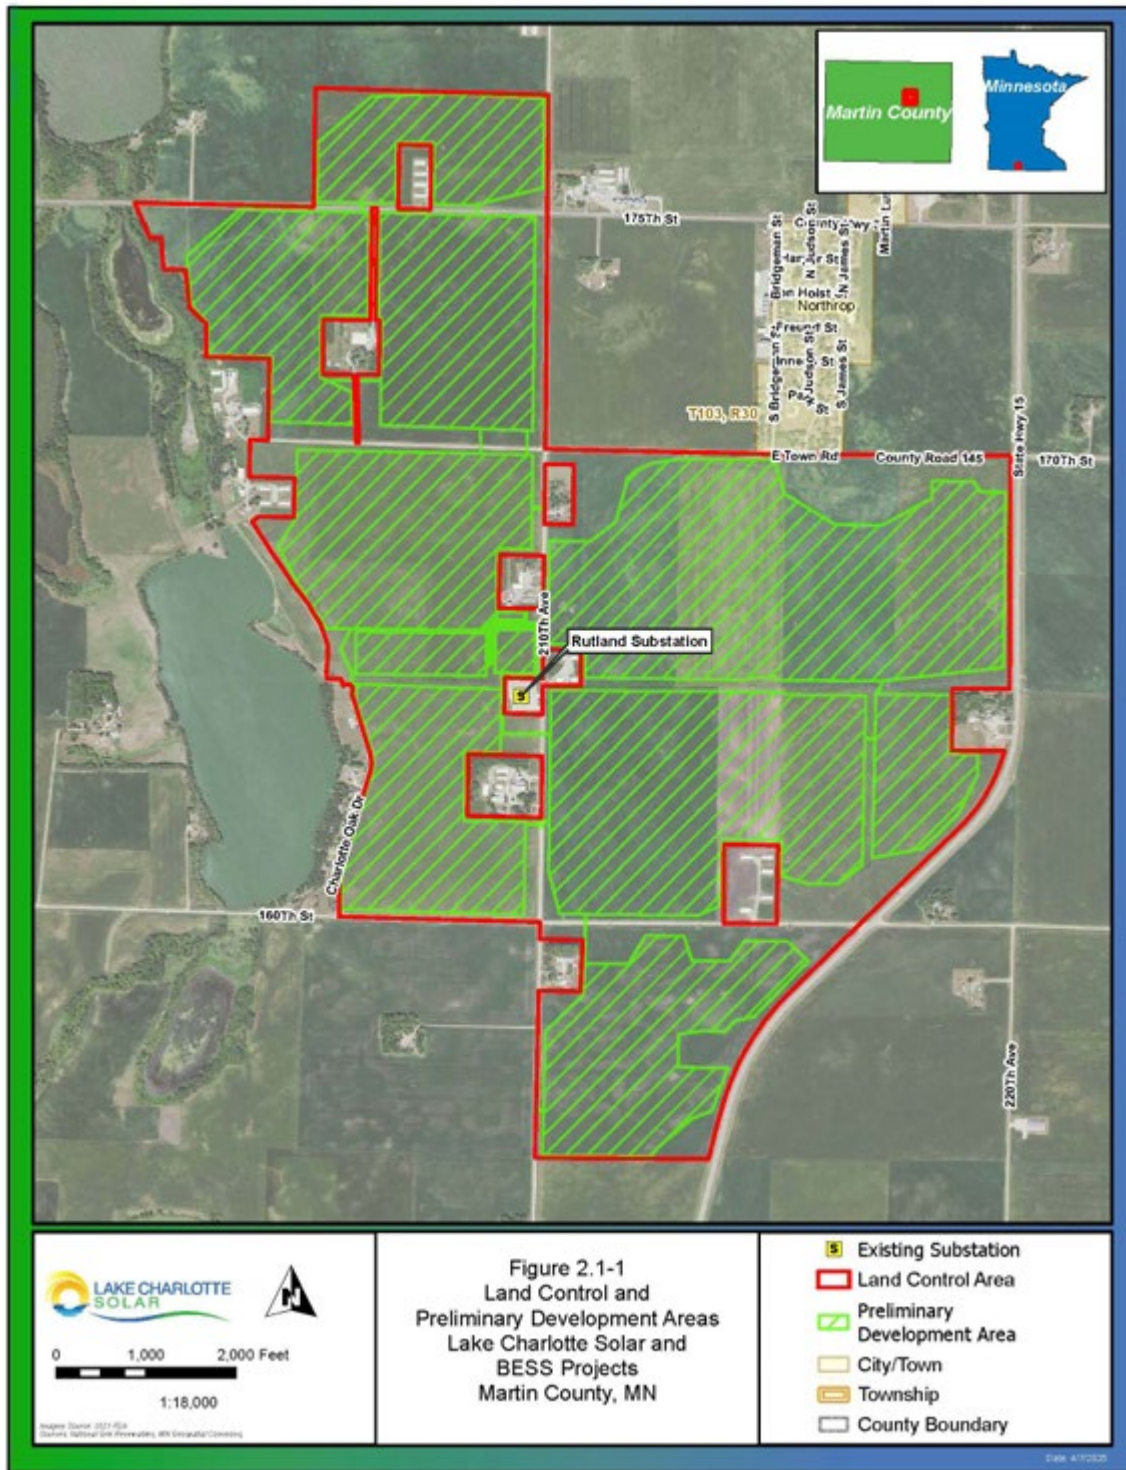 Martin County
Minnesota
175Th St
Bridgeman St
N Judson St
N James St
Northrop
S Bridgeman St
S James St
T103, R30
E Town Rd
County Road 145
State Hwy 15
170Th St
210Th Ave
Rutland Substation
Charlotte Oak Dr
160Th St
220Th Ave
LAKE CHARLOTTE
SOLAR
N
0 1,000 2,000 Feet
1:18,000
Figure 2.1-1
Land Control and
Preliminary Development Areas
Lake Charlotte Solar and
BESS Projects
Martin County, MN
S Existing Substation
Land Control Area
Preliminary
Development Area
City/Town
Township
County Boundary